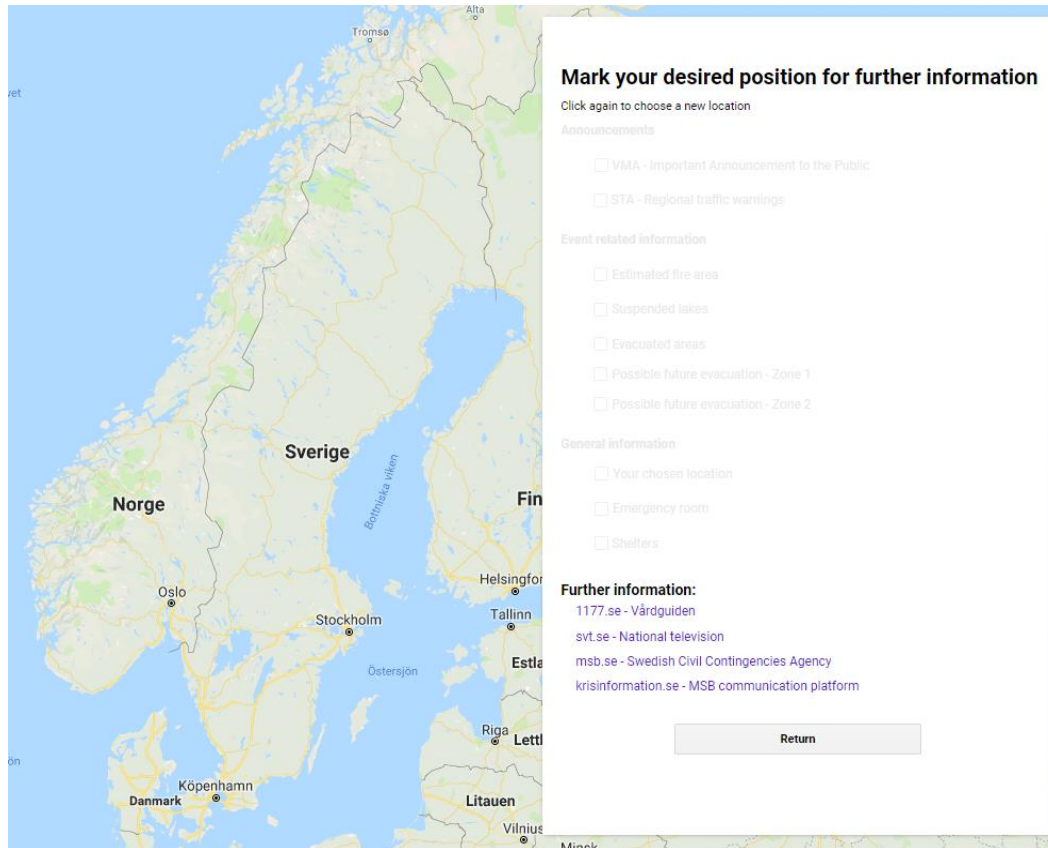 Alta
Tromsø
vet
Sverige
Norge
Bottniska viken
Fin
Oslo
Helsingfor
Stockholm
Tallinn
Östersjön
Estla
Riga
Lettl
ön
Köpenhamn
Danmark
Litauen
Vilnius
Minsk
Mark your desired position for further information
Click again to choose a new location
Announcements
VMA - Important Announcement to the Public
STA - Regional traffic warnings
Event related information
Estimated fire area
Suspended lakes
Evacuated areas
Possible future evacuation - Zone 1
Possible future evacuation - Zone 2
General information
Your chosen location
Emergency room
Shelters
Further information:
1177.se - Vårdguiden
svt.se - National television
msb.se - Swedish Civil Contingencies Agency
krisinformation.se - MSB communication platform
Return